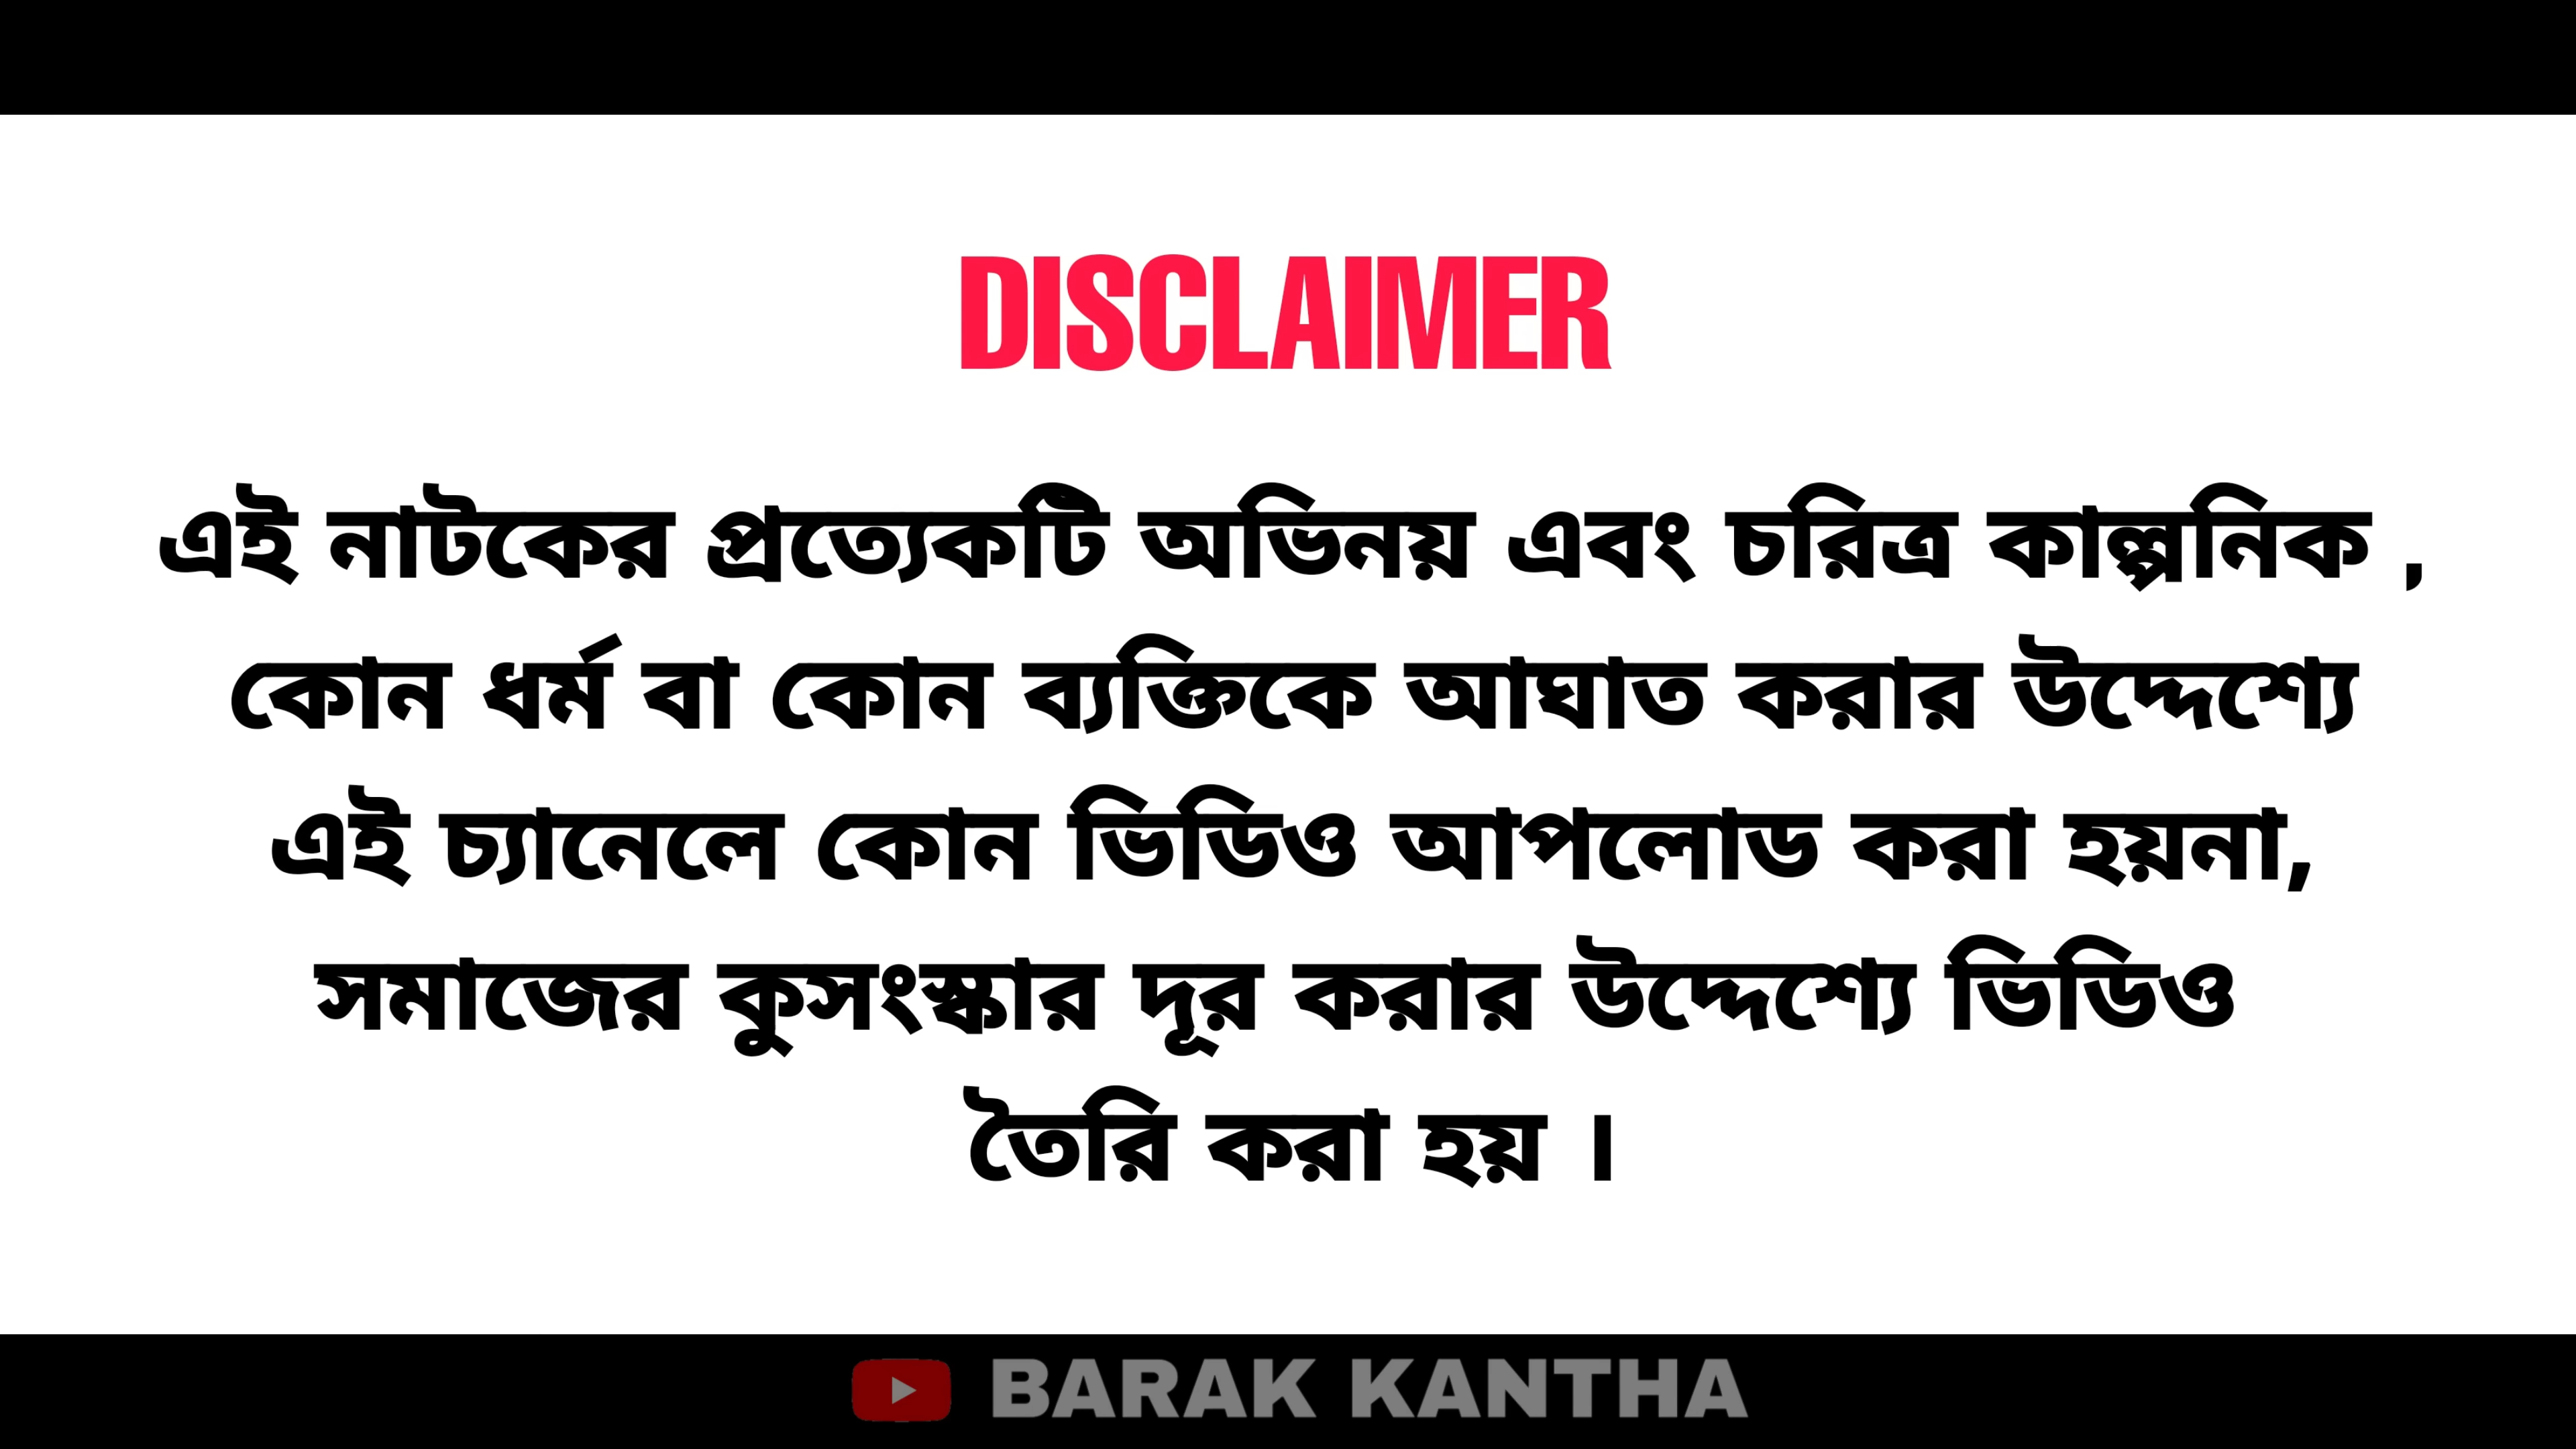 DISCLAIMER
এই নাটকের প্রত্যেকটি অভিনয় এবং চরিত্র কাল্পনিক ,
কোন ধর্ম বা কোন ব্যক্তিকে আঘাত করার উদ্দেশ্যে
এই চ্যানেলে কোন ভিডিও আপলোড করা হয়না,
সমাজের কুসংস্কার দূর করার উদ্দেশ্যে ভিডিও
তৈরি করা হয় ।
BARAK KANTHA